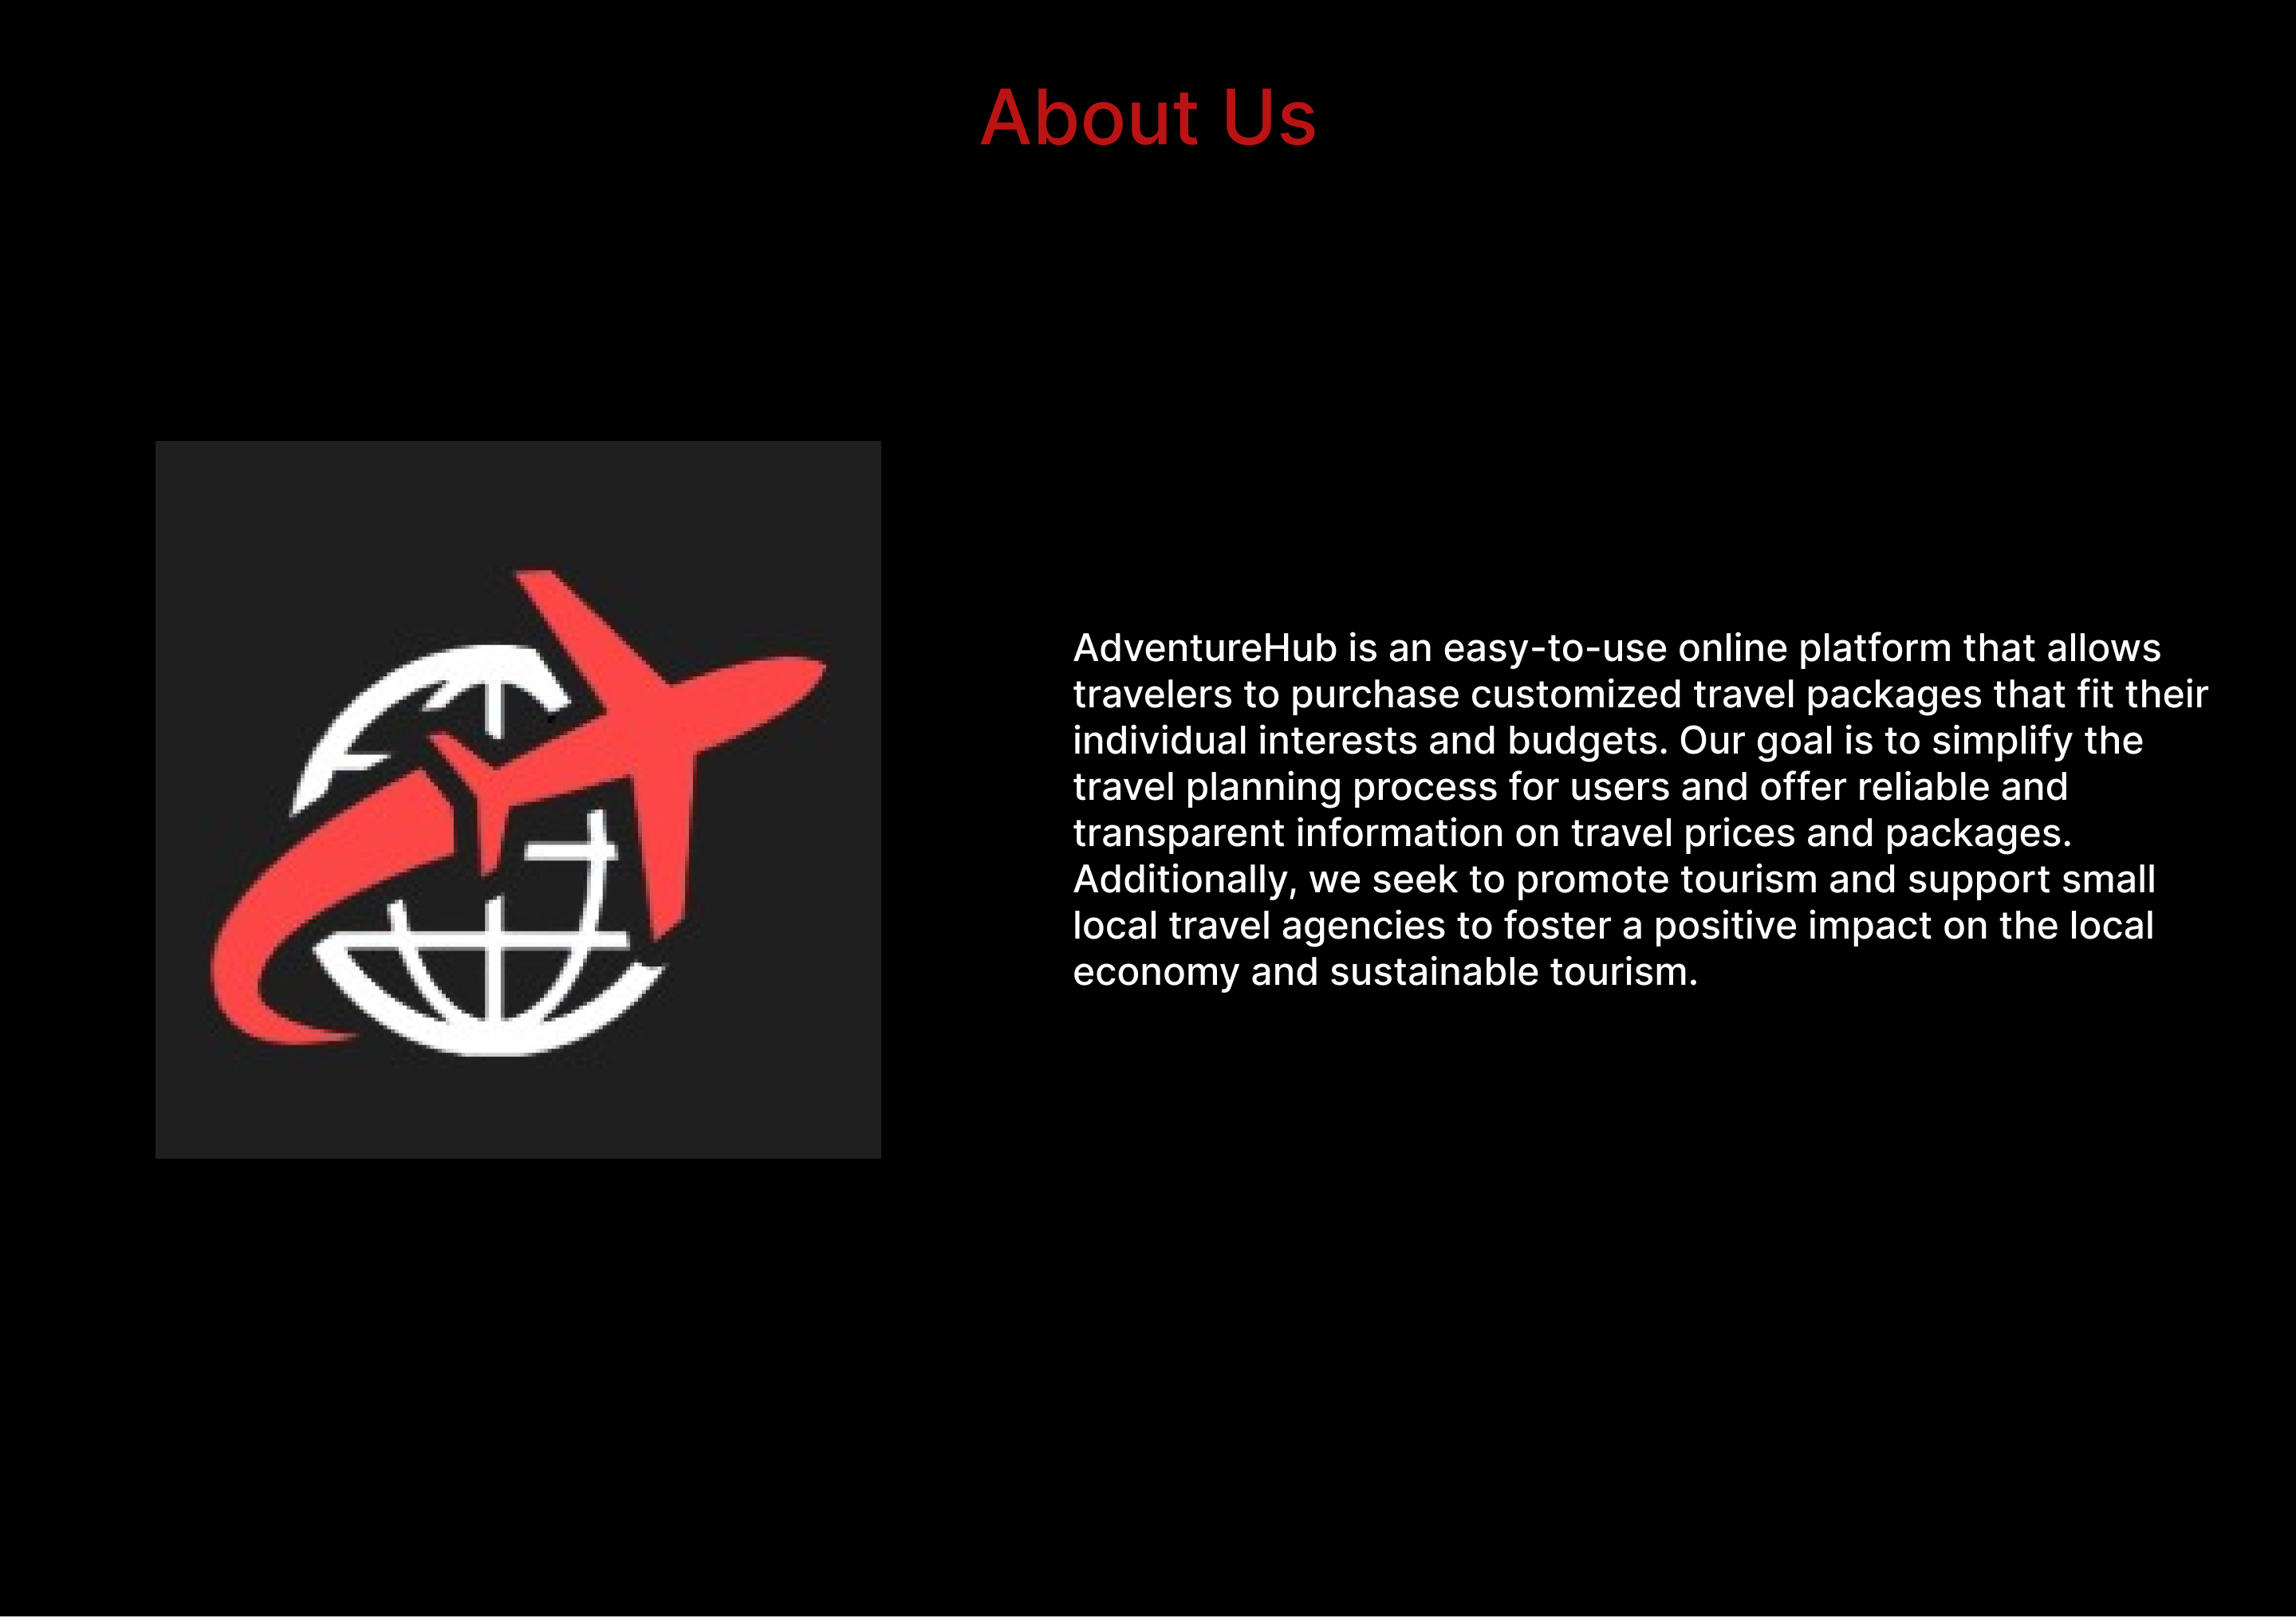 About Us
AdventureHub is an easy-to-use online platform that allows
travelers to purchase customized travel packages that fit their
individual interests and budgets. Our goal is to simplify the
travel planning process for users and offer reliable and
transparent information on travel prices and packages.
Additionally, we seek to promote tourism and support small
local travel agencies to foster a positive impact on the local
economy and sustainable tourism.